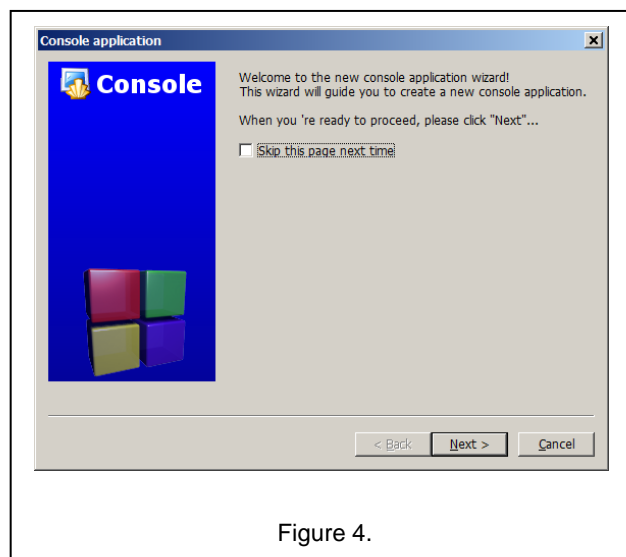 Console application
Console
Welcome to the new console application wizard!
This wizard will guide you to create a new console application.
When you 're ready to proceed, please click "Next"...
Skip this page next time
< Back
Next >
Cancel
Figure 4.